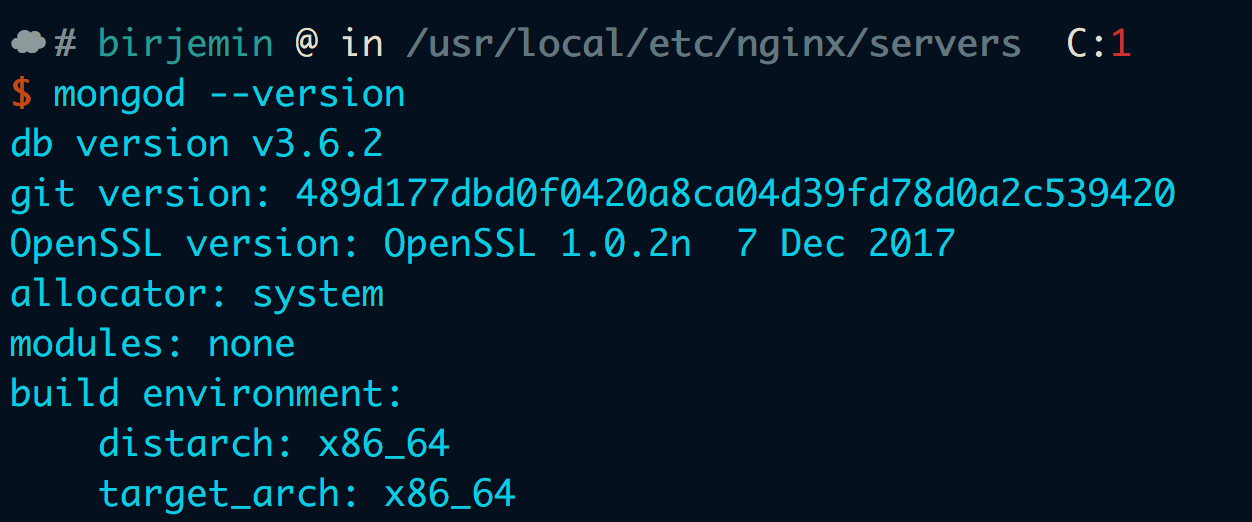 # birjemin @ in /usr/local/etc/nginx/servers  C:1
$ mongod --version
db version v3.6.2
git version: 489d177dbd0f0420a8ca04d39fd78d0a2c539420
OpenSSL version: OpenSSL 1.0.2n  7 Dec 2017
allocator: system
modules: none
build environment:
    distarch: x86_64
    target_arch: x86_64